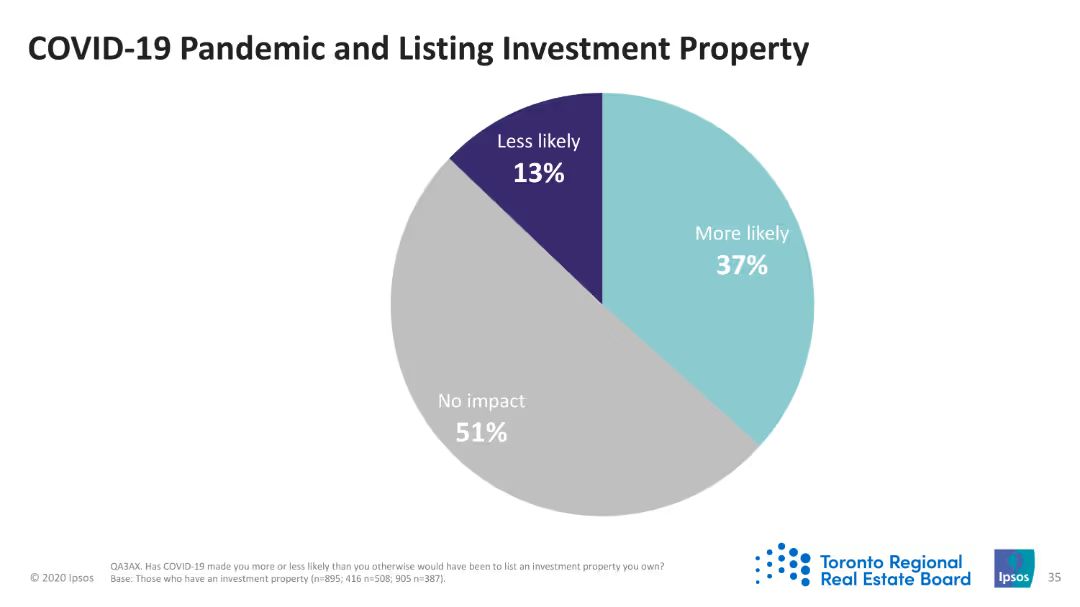 COVID-19 Pandemic and Listing Investment Property
Less likely
13%
More likely
37%
No impact
51%
© 2020 Ipsos
QA3AX. Has COVID-19 made you more or less likely than you otherwise would have been to list an investment property you own?
Base: Those who have an investment property (n=895; 416 n=508; 905 n=387).
Toronto Regional
Real Estate Board
Ipsos
35